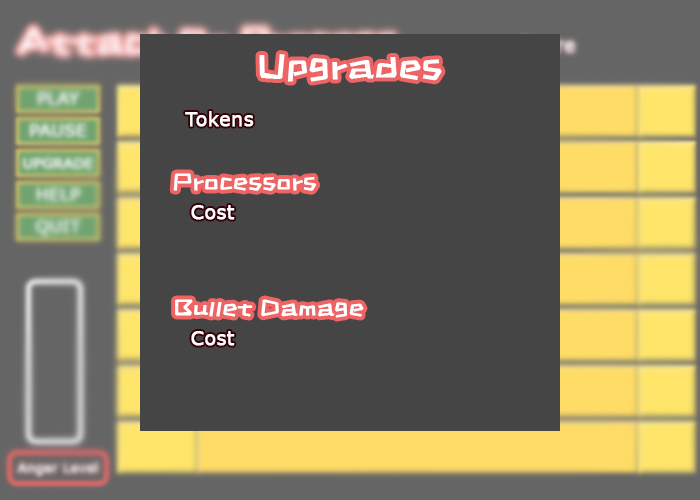 Upgrades
Tokens
Processors
Cost
Bullet Damage
Cost
PLAY
PAUSE
UPGRADE
HELP
QUIT
Anger Level